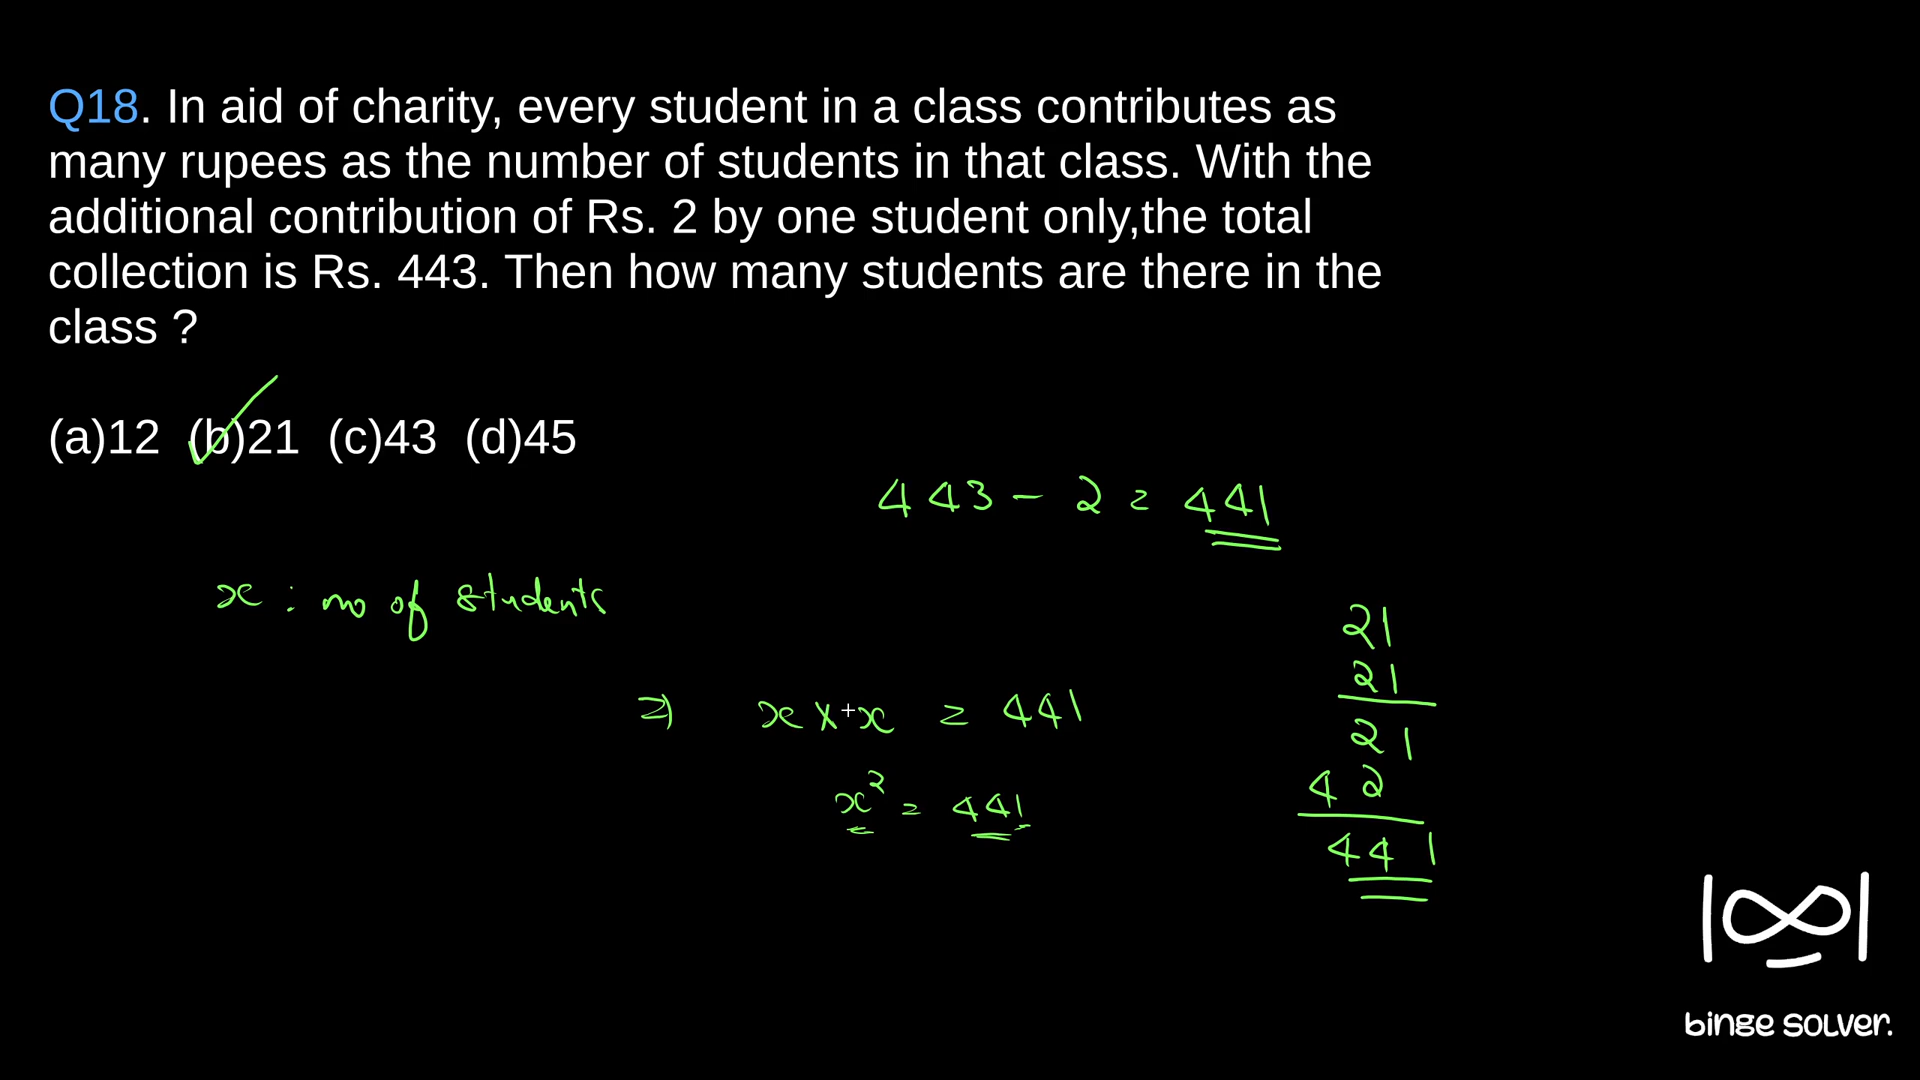 Q18. In aid of charity, every student in a class contributes as
many rupees as the number of students in that class. With the
additional contribution of Rs. 2 by one student only,the total
collection is Rs. 443. Then how many students are there in the
class ?
(a)12 (b)21 (c)43 (d)45
443 - 2 = 441
x : no of students
⇒ x × x = 441
x² = 441
21
21
21
42
441
binge solver.